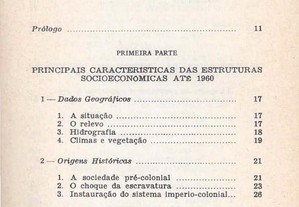 Prólogo ... 11
PRIMEIRA PARTE
PRINCIPAIS CARACTERISTICAS DAS ESTRUTURAS
SOCIOECONOMICAS ATÉ 1960
1 — Dados Geográficos ... 17
1. A situação ... 17
2. O relevo ... 17
3. Hidrografia ... 18
4. Climas e vegetação ... 19
2 — Origens Históricas ... 21
1. A sociedade pré-colonial ... 21
2. O choque da escravatura ... 23
3. Instauração do sistema imperio-colonial... 26